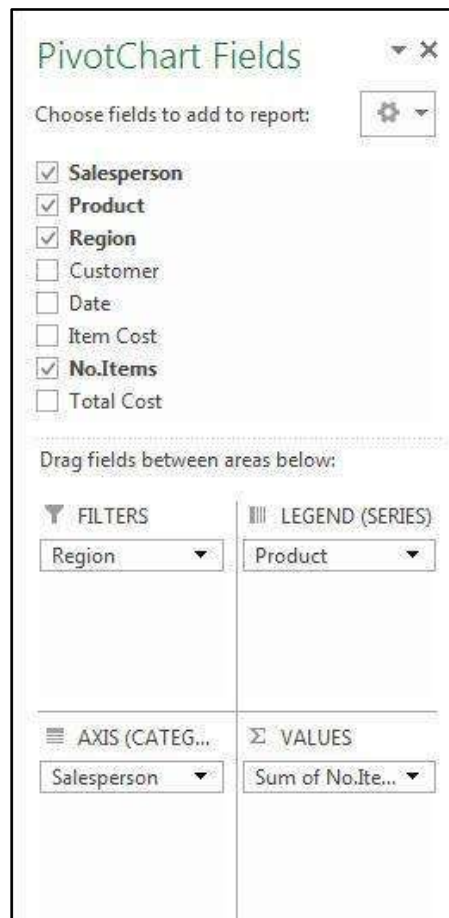 PivotChart Fields
Choose fields to add to report:
Salesperson
Product
Region
Customer
Date
Item Cost
No.Items
Total Cost
Drag fields between areas below:
FILTERS
Region
LEGEND (SERIES)
Product
AXIS (CATEG...
Salesperson
Σ VALUES
Sum of No.Ite...